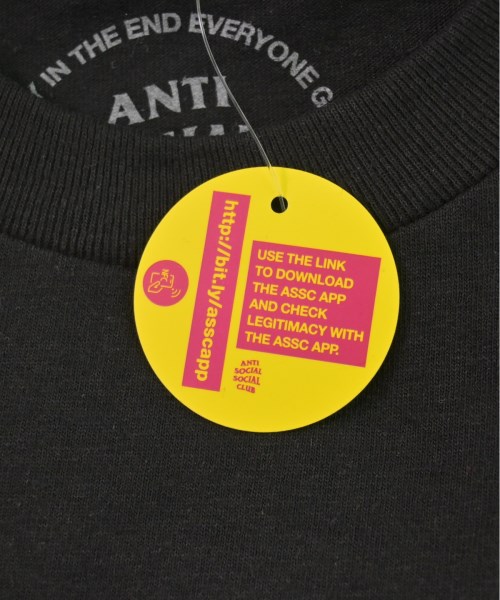 IN THE END EVERYONE G
ANTI
http://bit.ly/asscapp
USE THE LINK
TO DOWNLOAD
THE ASSC APP
AND CHECK
LEGITIMACY WITH
THE ASSC APP.
ANTI
SOCIAL
SOCIAL
CLUB